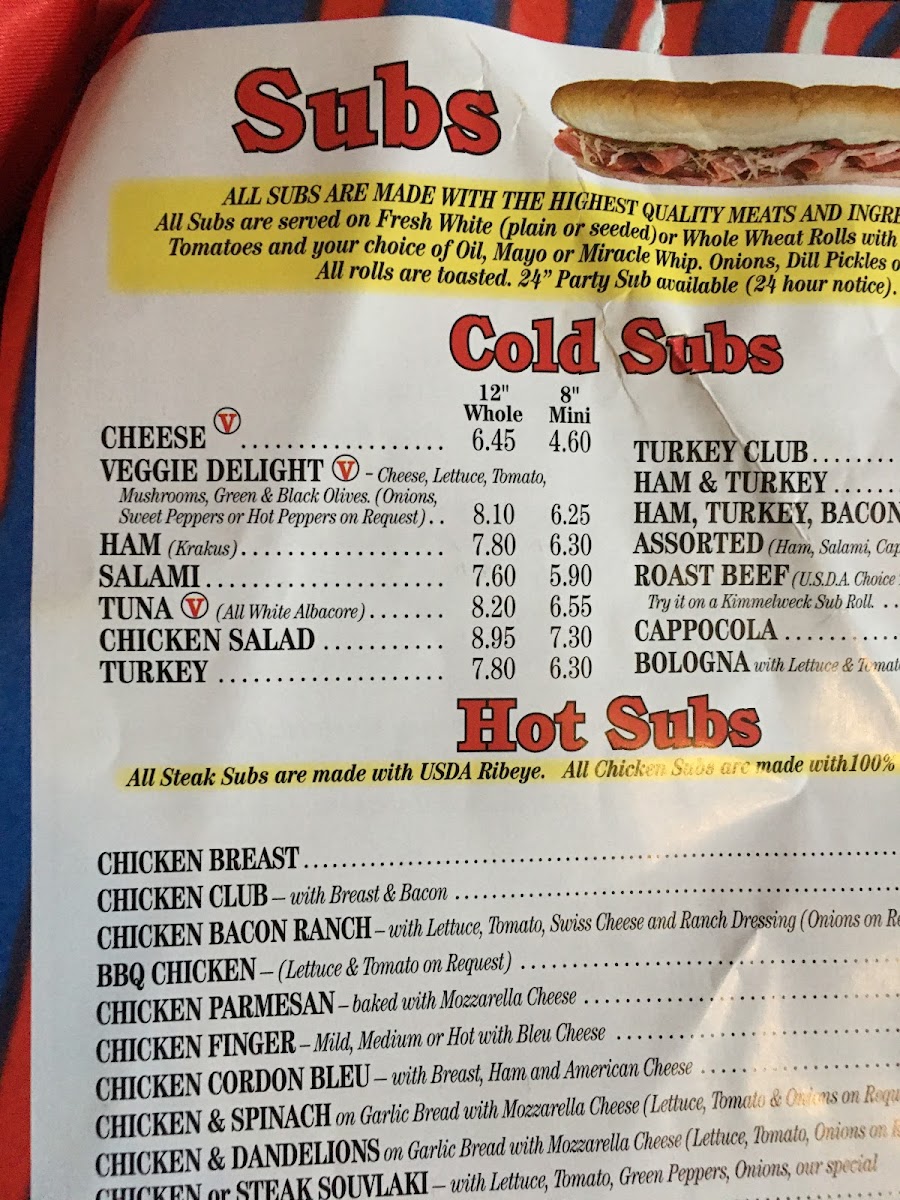 Subs
ALL SUBS ARE MADE WITH THE HIGHEST QUALITY MEATS AND INGRE
All Subs are served on Fresh White (plain or seeded) or Whole Wheat Rolls with
Tomatoes and your choice of Oil, Mayo or Miracle Whip. Onions, Dill Pickles o
All rolls are toasted. 24" Party Sub available (24 hour notice).
Cold Subs
12" 8"
Whole Mini
CHEESE V .................... 6.45 4.60
VEGGIE DELIGHT V – Cheese, Lettuce, Tomato,
Mushrooms, Green & Black Olives. (Onions,
Sweet Peppers or Hot Peppers on Request) . . 8.10 6.25
HAM (Krakus).................... 7.80 6.30
SALAMI........................ 7.60 5.90
TUNA V (All White Albacore)....... 8.20 6.55
CHICKEN SALAD ........... 8.95 7.30
TURKEY .................... 7.80 6.30
TURKEY CLUB........
HAM & TURKEY ......
HAM, TURKEY, BACON
ASSORTED (Ham, Salami, Cap
ROAST BEEF (U.S.D.A. Choice
Try it on a Kimmelweck Sub Roll. . .
CAPPOCOLA ..........
BOLOGNA with Lettuce & Tomat
Hot Subs
All Steak Subs are made with USDA Ribeye. All Chicken Subs are made with100%
CHICKEN BREAST........................................
CHICKEN CLUB – with Breast & Bacon ........................................
CHICKEN BACON RANCH – with Lettuce, Tomato, Swiss Cheese and Ranch Dressing (Onions on Re
BBQ CHICKEN – (Lettuce & Tomato on Request) ........................................
CHICKEN PARMESAN – baked with Mozzarella Cheese ..............................
CHICKEN FINGER – Mild, Medium or Hot with Bleu Cheese ............................
CHICKEN CORDON BLEU – with Breast, Ham and American Cheese ....................
CHICKEN & SPINACH on Garlic Bread with Mozzarella Cheese (Lettuce, Tomato & Onions on Requ
CHICKEN & DANDELIONS on Garlic Bread with Mozzarella Cheese (Lettuce, Tomato, Onions on
CHICKEN or STEAK SOUVLAKI – with Lettuce, Tomato, Green Peppers, Onions, our special